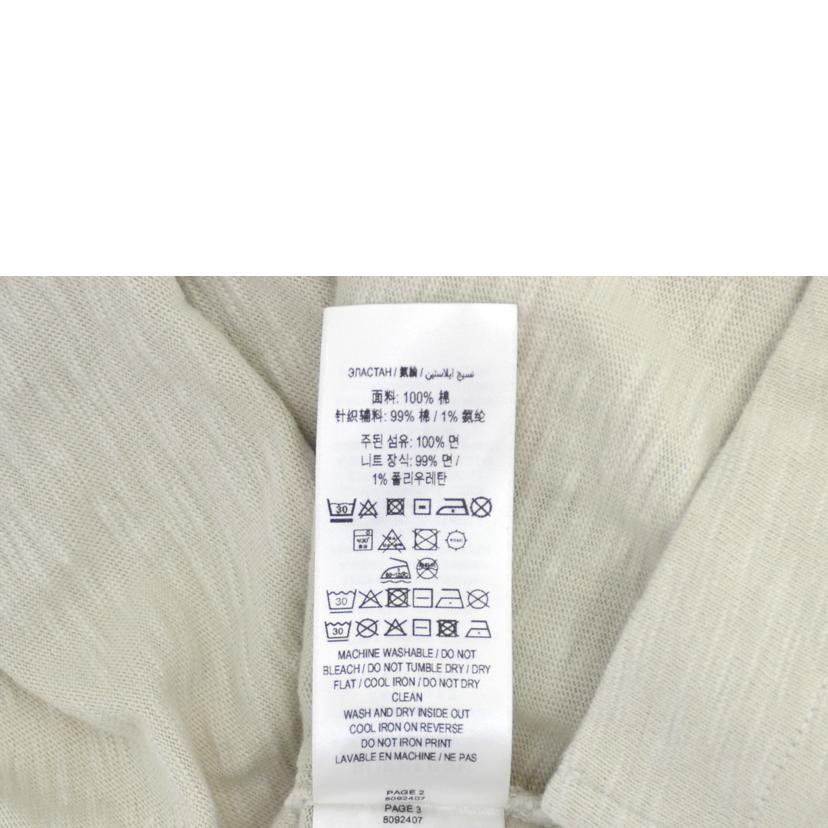 ЭЛАСТАН / 氨綸 / نسيج ايلاستين
面料: 100% 棉
针织辅料: 99% 棉 / 1% 氨纶
주된 섬유: 100% 면
니트 장식: 99% 면 /
1% 폴리우레탄
30
30
30
MACHINE WASHABLE / DO NOT
BLEACH / DO NOT TUMBLE DRY / DRY
FLAT / COOL IRON / DO NOT DRY
CLEAN
WASH AND DRY INSIDE OUT
COOL IRON ON REVERSE
DO NOT IRON PRINT
LAVABLE EN MACHINE / NE PAS
PAGE 2
8092407
PAGE 3
8092407